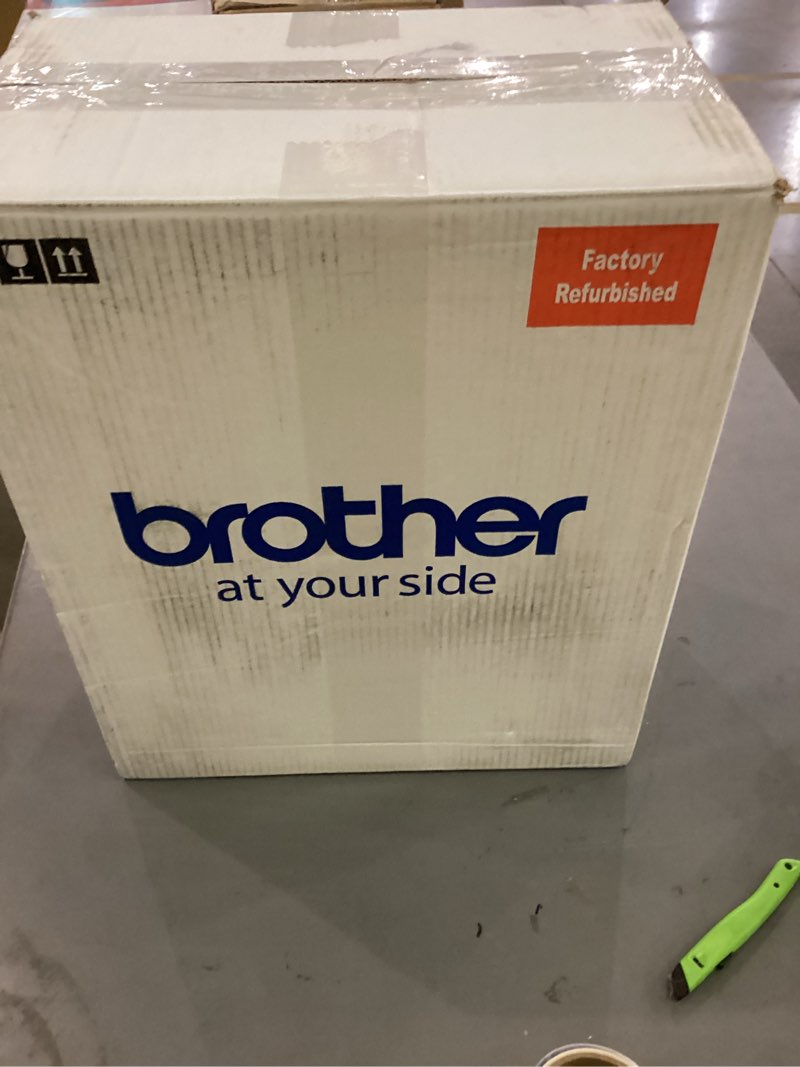 Factory
Refurbished
brother
at your side